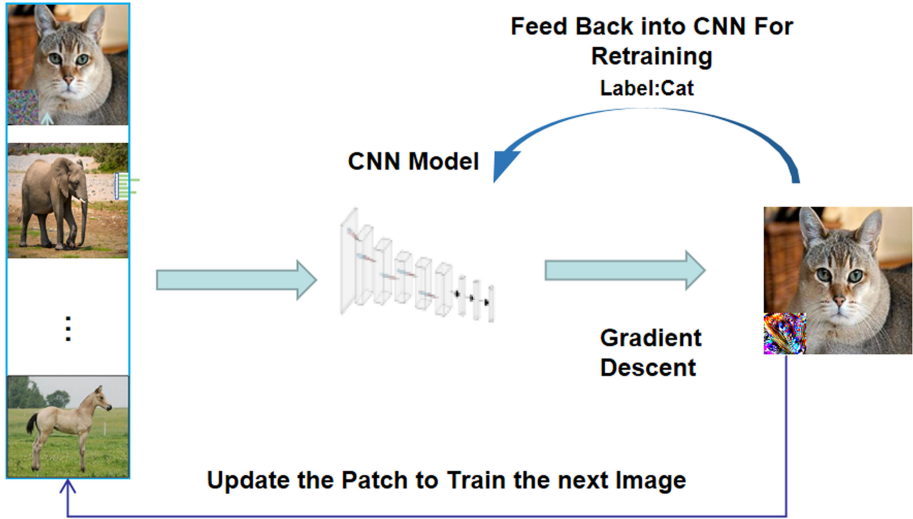 Feed Back into CNN For
Retraining
Label:Cat
CNN Model
Gradient
Descent
Update the Patch to Train the next Image